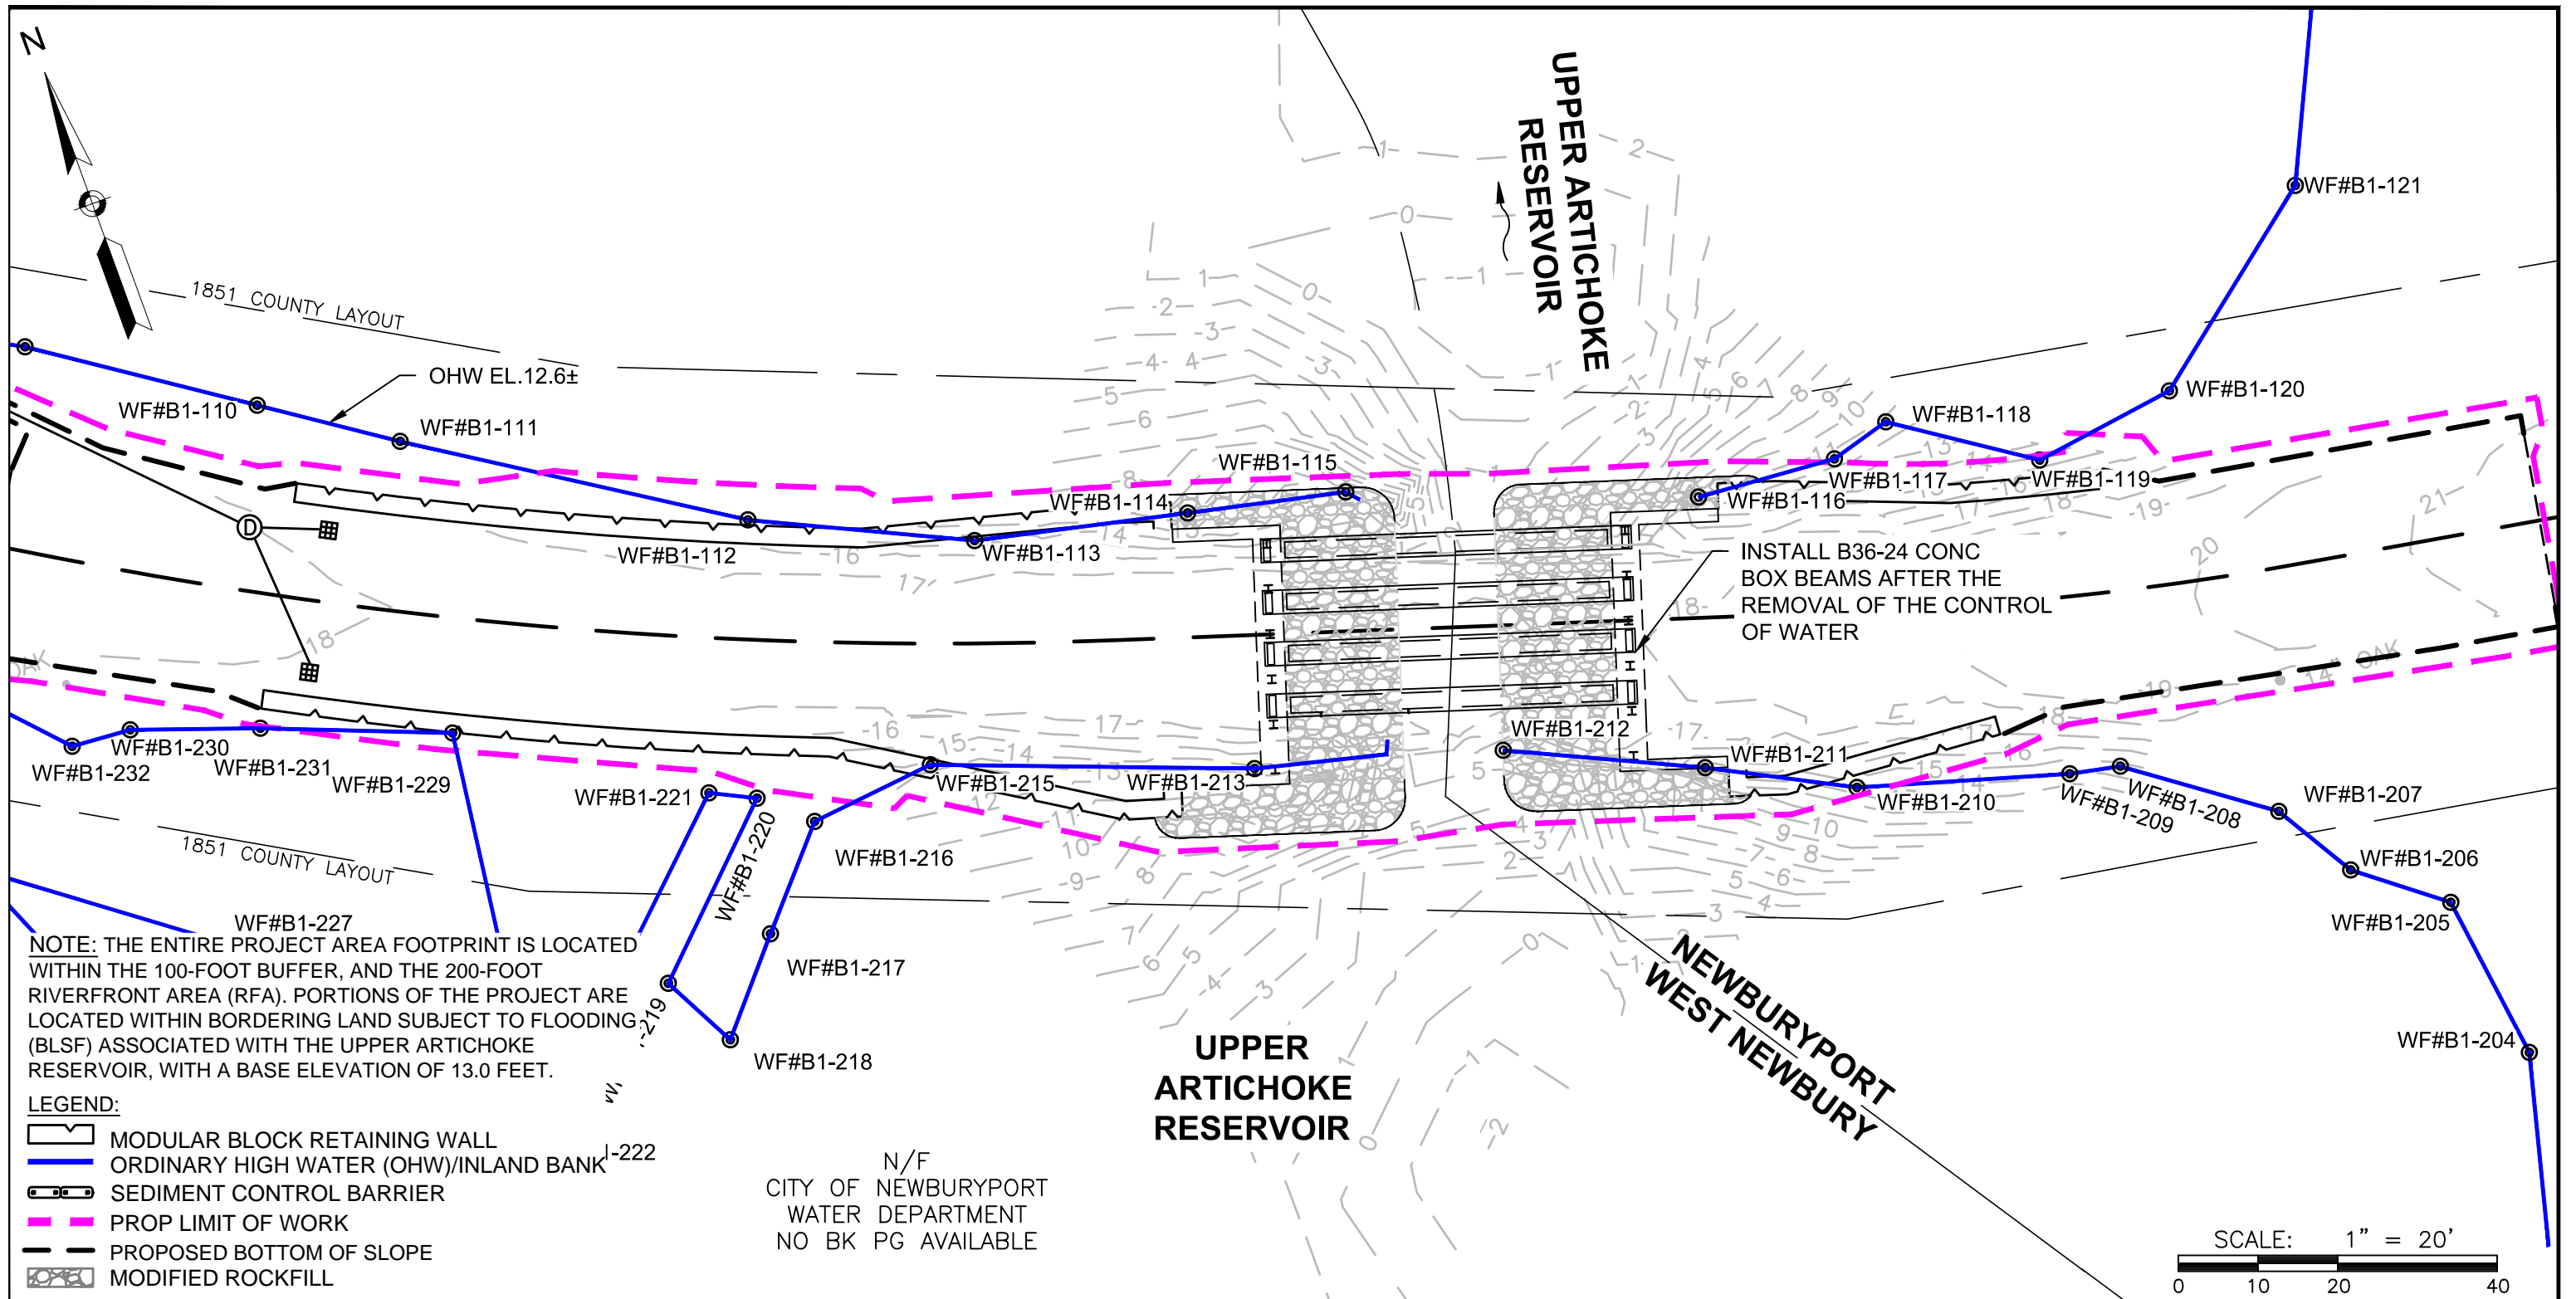 N
UPPER ARTICHOKE
RESERVOIR
1851 COUNTY LAYOUT
OHW EL.12.6±
WF#B1-110
WF#B1-111
WF#B1-112
WF#B1-113
WF#B1-114
WF#B1-115
WF#B1-116
WF#B1-117
WF#B1-118
WF#B1-119
WF#B1-120
WF#B1-121
D
INSTALL B36-24 CONC
BOX BEAMS AFTER THE
REMOVAL OF THE CONTROL
OF WATER
OAK
14" OAK
WF#B1-232
WF#B1-230
WF#B1-231
WF#B1-229
WF#B1-221
WF#B1-220
WF#B1-215
WF#B1-213
WF#B1-212
WF#B1-211
WF#B1-210
WF#B1-209
WF#B1-208
WF#B1-207
WF#B1-206
WF#B1-205
WF#B1-204
WF#B1-216
WF#B1-217
WF#B1-218
-219
1851 COUNTY LAYOUT
WF#B1-227
NOTE: THE ENTIRE PROJECT AREA FOOTPRINT IS LOCATED
WITHIN THE 100-FOOT BUFFER, AND THE 200-FOOT
RIVERFRONT AREA (RFA). PORTIONS OF THE PROJECT ARE
LOCATED WITHIN BORDERING LAND SUBJECT TO FLOODING
(BLSF) ASSOCIATED WITH THE UPPER ARTICHOKE
RESERVOIR, WITH A BASE ELEVATION OF 13.0 FEET.
LEGEND:
MODULAR BLOCK RETAINING WALL
ORDINARY HIGH WATER (OHW)/INLAND BANK
SEDIMENT CONTROL BARRIER
PROP LIMIT OF WORK
PROPOSED BOTTOM OF SLOPE
MODIFIED ROCKFILL
-222
N/F
CITY OF NEWBURYPORT
WATER DEPARTMENT
NO BK PG AVAILABLE
UPPER
ARTICHOKE
RESERVOIR
NEWBURYPORT
WEST NEWBURY
SCALE: 1" = 20'
0 10 20 40